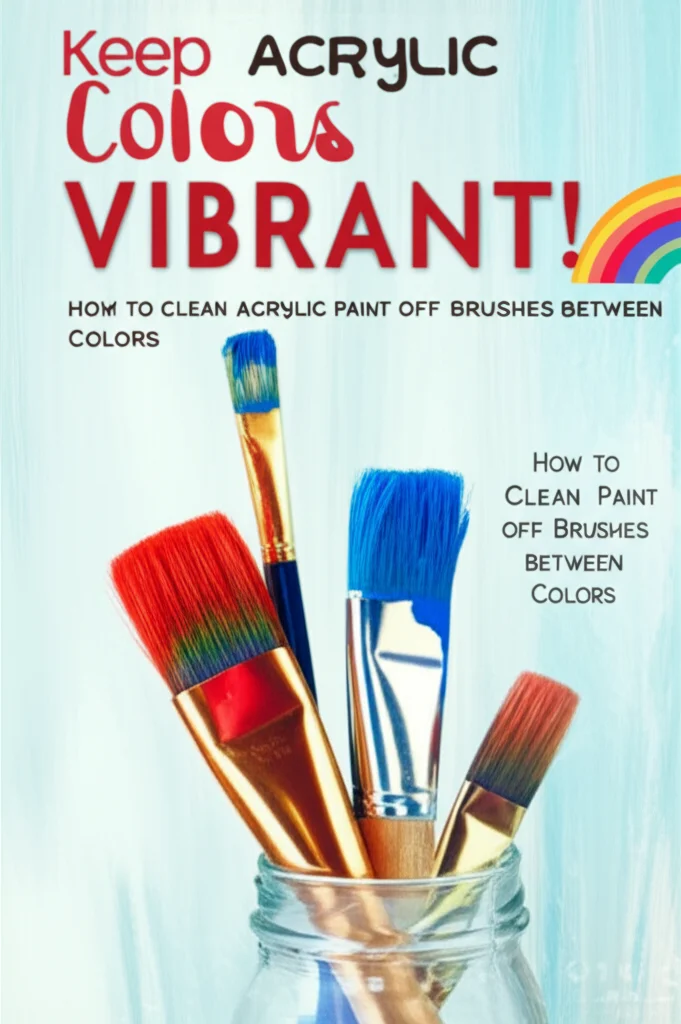 Keep ACRYLIC
Colors
VIBRANT!
HOW TO CLEAN ACRYLIC PAINT OFF BRUSHES BETWEEN
COLORS
How to
Clean Paint
off Brushes
between
Colors